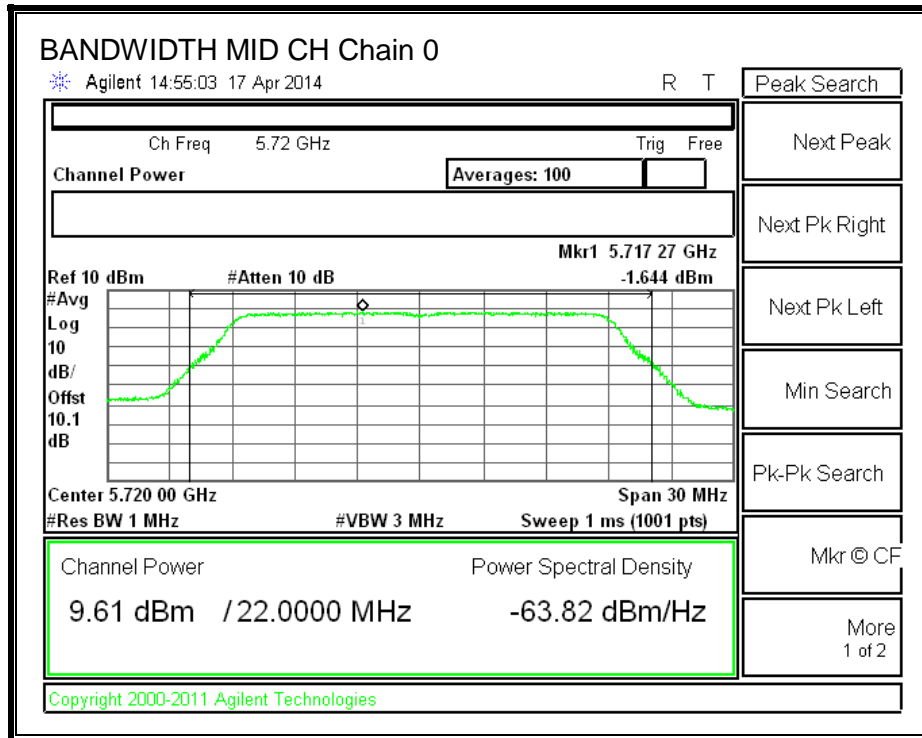 BANDWIDTH MID CH Chain 0
Agilent 14:55:03 17 Apr 2014 R T
Peak Search
Ch Freq 5.72 GHz Trig Free
Channel Power Averages: 100
Mkr1 5.717 27 GHz
Ref 10 dBm #Atten 10 dB -1.644 dBm
#Avg
Log
10
dB/
Offst
10.1
dB
1
Center 5.720 00 GHz Span 30 MHz
#Res BW 1 MHz #VBW 3 MHz Sweep 1 ms (1001 pts)
Channel Power Power Spectral Density
9.61 dBm / 22.0000 MHz -63.82 dBm/Hz
Next Peak
Next Pk Right
Next Pk Left
Min Search
Pk-Pk Search
Mkr © CF
More
1 of 2
Copyright 2000-2011 Agilent Technologies